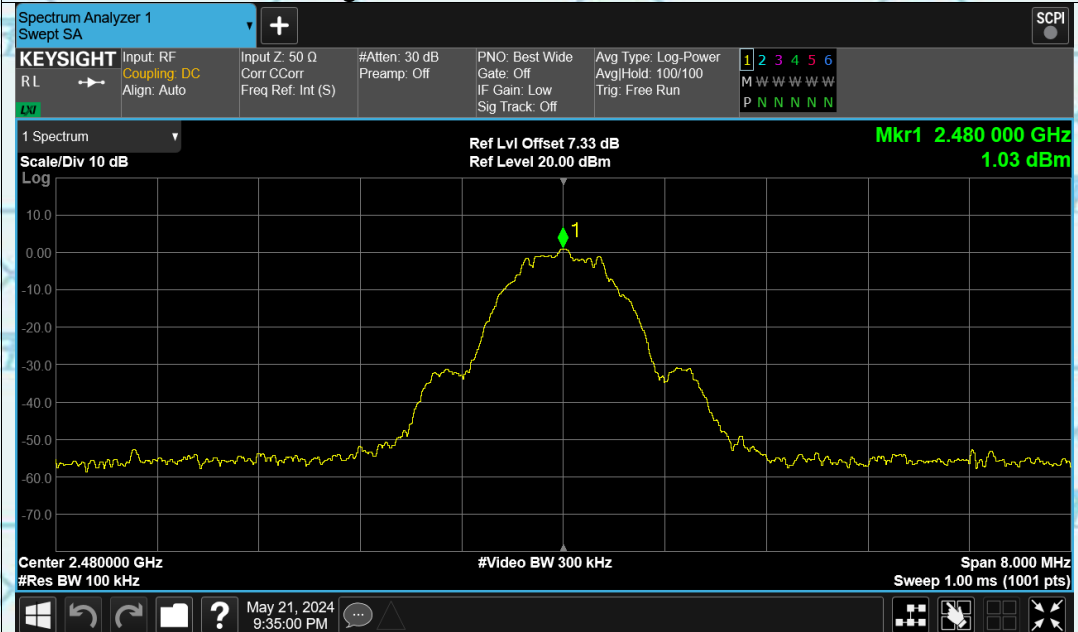 Spectrum Analyzer 1
Swept SA
+
SCPI
KEYSIGHT
RL
LXI
Input: RF
Coupling: DC
Align: Auto
Input Z: 50 Ω
Corr CCorr
Freq Ref: Int (S)
#Atten: 30 dB
Preamp: Off
PNO: Best Wide
Gate: Off
IF Gain: Low
Sig Track: Off
Avg Type: Log-Power
Avg|Hold: 100/100
Trig: Free Run
1 2 3 4 5 6
M W W W W W
P N N N N N
1 Spectrum
Scale/Div 10 dB
Log
Ref Lvl Offset 7.33 dB
Ref Level 20.00 dBm
Mkr1 2.480 000 GHz
1.03 dBm
1
10.0
0.00
-10.0
-20.0
-30.0
-40.0
-50.0
-60.0
-70.0
Center 2.480000 GHz
#Res BW 100 kHz
#Video BW 300 kHz
Span 8.000 MHz
Sweep 1.00 ms (1001 pts)
?
May 21, 2024
9:35:00 PM